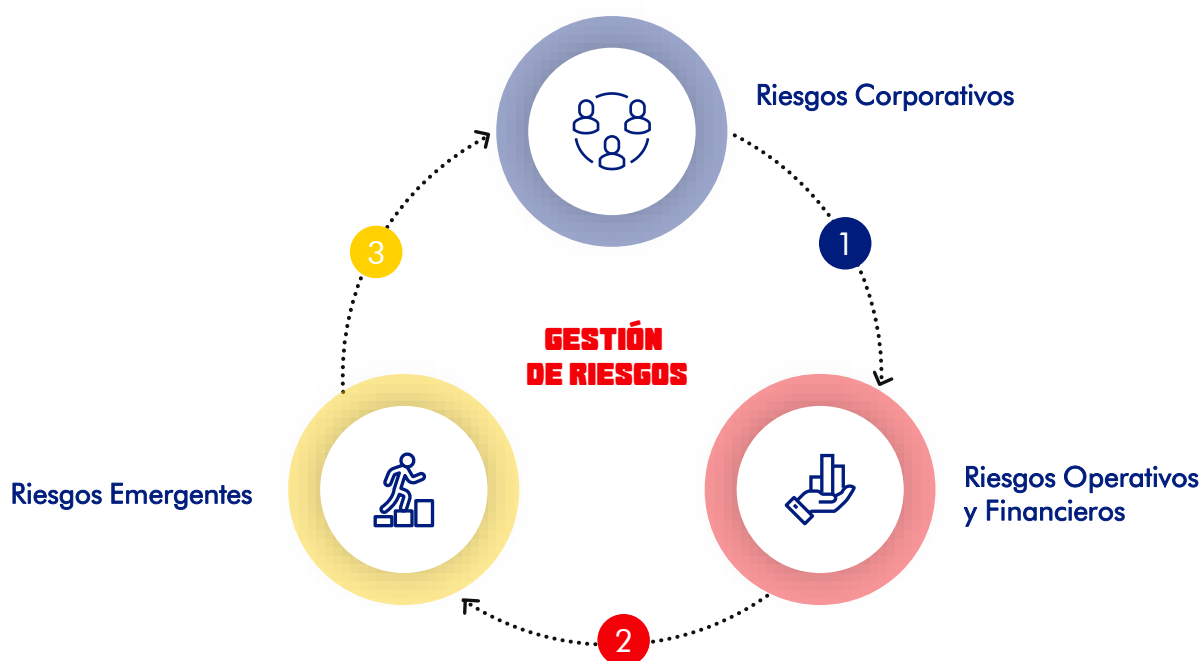 Riesgos Corporativos
1
3
GESTIÓN
DE RIESGOS
Riesgos Emergentes
Riesgos Operativos
y Financieros
2